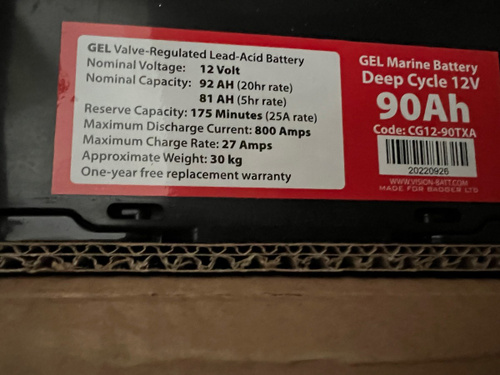 GEL Valve-Regulated Lead-Acid Battery
Nominal Voltage: 12 Volt
Nominal Capacity: 92 AH (20hr rate)
81 AH (5hr rate)
Reserve Capacity: 175 Minutes (25A rate)
Maximum Discharge Current: 800 Amps
Maximum Charge Rate: 27 Amps
Approximate Weight: 30 kg
One-year free replacement warranty
GEL Marine Battery
Deep Cycle 12V
90Ah
Code: CG12-90TXA
20220926
WWW.VISION-BATT.COM
MADE FOR BADGER LTD